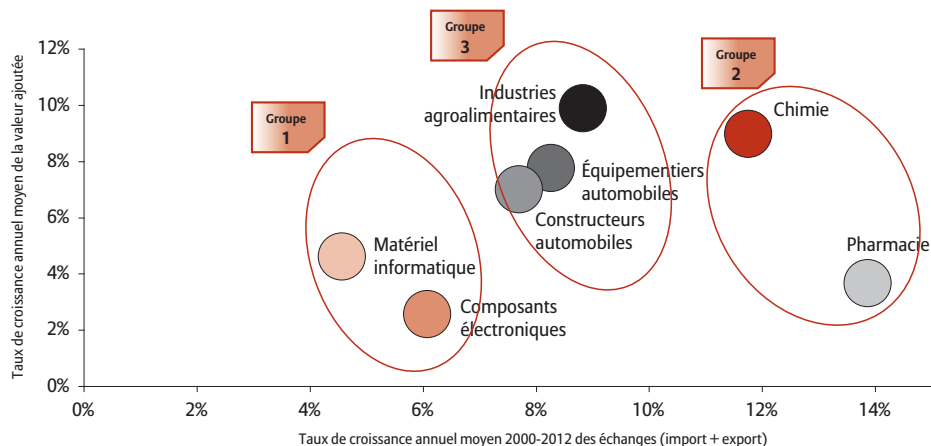 Taux de croissance annuel moyen de la valeur ajoutée
12%
10%
8%
6%
4%
2%
0%
Groupe
1
Groupe
3
Groupe
2
Industries
agroalimentaires
Chimie
Équipementiers
automobiles
Constructeurs
automobiles
Matériel
informatique
Pharmacie
Composants
électroniques
0%
2%
4%
6%
8%
10%
12%
14%
Taux de croissance annuel moyen 2000-2012 des échanges (import + export)